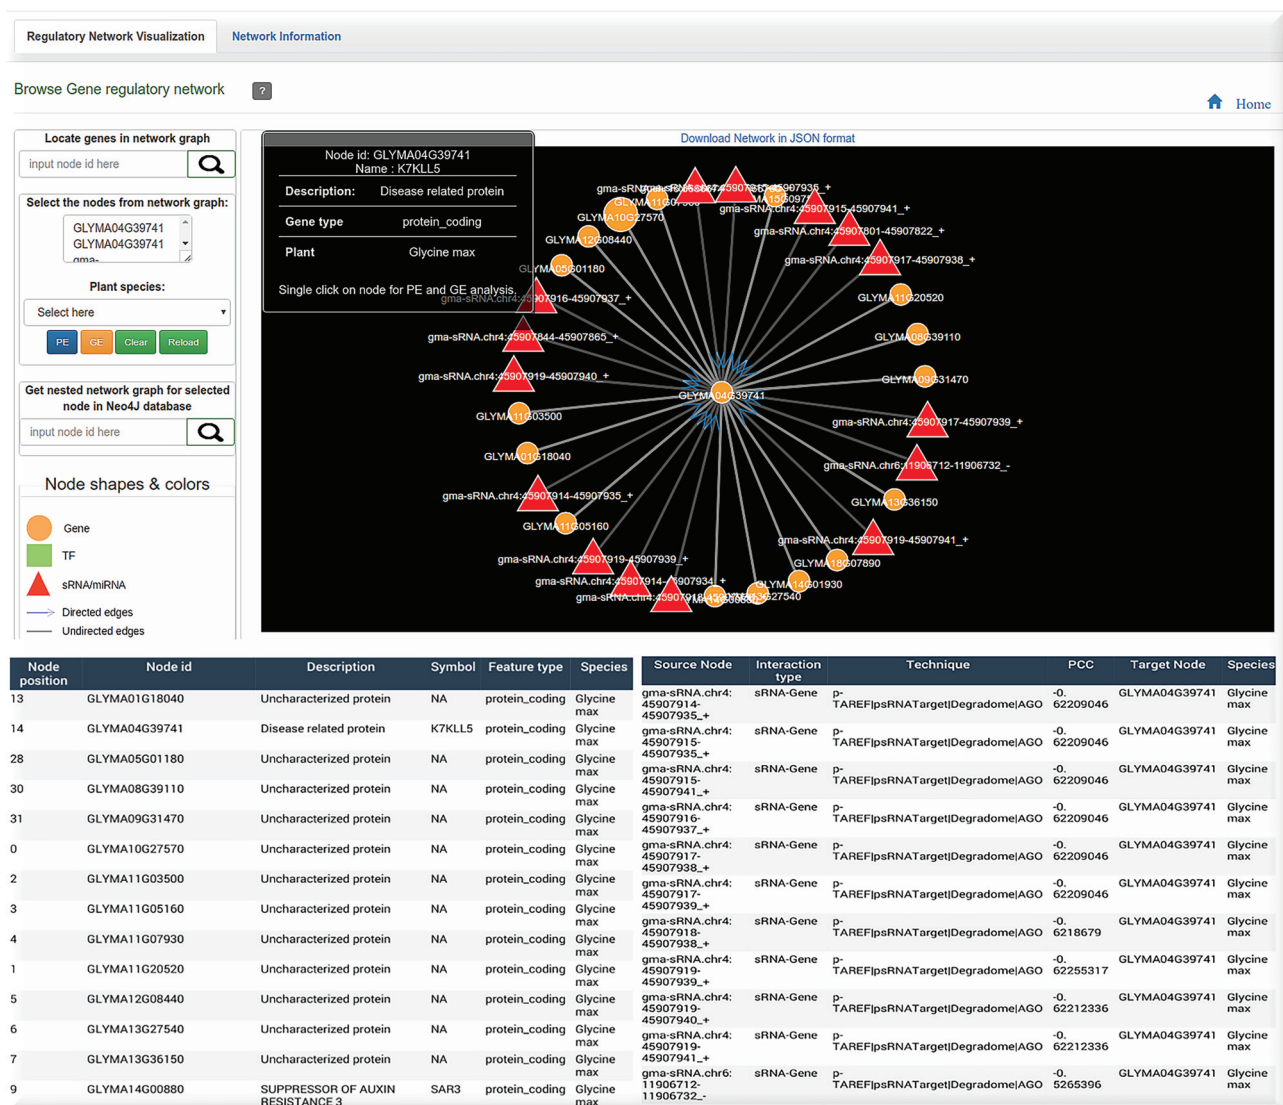 Regulatory Network Visualization
Network Information
Browse Gene regulatory network
?
Home
Locate genes in network graph
input node id here
Select the nodes from network graph:
GLYMA04G39741
GLYMA04G39741
gma-
Plant species:
Select here
PE
GE
Clear
Reload
Get nested network graph for selected
node in Neo4J database
input node id here
Node shapes & colors
Gene
TF
sRNA/miRNA
Directed edges
Undirected edges
Download Network in JSON format
Node id: GLYMA04G39741
Name : K7KLL5
Description: Disease related protein
Gene type protein_coding
Plant Glycine max
Single click on node for PE and GE analysis.
gma-sRNA.chr4:45907915-45907941_+
GLYMA10G27570
gma-sRNA.chr4:45907801-45907822_+
GLYMA12G08440
gma-sRNA.chr4:45907917-45907938_+
GLYMA05G01180
gma-sRNA.chr4:45907916-45907937_+
GLYMA11G20520
gma-sRNA.chr4:45907844-45907865_+
GLYMA08G39110
gma-sRNA.chr4:45907919-45907940_+
GLYMA09G31470
GLYMA04G39741
GLYMA11G03500
gma-sRNA.chr4:45907917-45907939_+
GLYMA01G18040
gma-sRNA.chr6:11906712-11906732_-
gma-sRNA.chr4:45907914-45907935_+
GLYMA13G36150
GLYMA11G05160
gma-sRNA.chr4:45907919-45907941_+
gma-sRNA.chr4:45907919-45907939_+
GLYMA18G07890
gma-sRNA.chr4:45907914-45907934_+
GLYMA14G01930
Node position Node id Description Symbol Feature type Species
13 GLYMA01G18040 Uncharacterized protein NA protein_coding Glycine max
14 GLYMA04G39741 Disease related protein K7KLL5 protein_coding Glycine max
28 GLYMA05G01180 Uncharacterized protein NA protein_coding Glycine max
30 GLYMA08G39110 Uncharacterized protein NA protein_coding Glycine max
31 GLYMA09G31470 Uncharacterized protein NA protein_coding Glycine max
0 GLYMA10G27570 Uncharacterized protein NA protein_coding Glycine max
2 GLYMA11G03500 Uncharacterized protein NA protein_coding Glycine max
3 GLYMA11G05160 Uncharacterized protein NA protein_coding Glycine max
4 GLYMA11G07930 Uncharacterized protein NA protein_coding Glycine max
1 GLYMA11G20520 Uncharacterized protein NA protein_coding Glycine max
5 GLYMA12G08440 Uncharacterized protein NA protein_coding Glycine max
6 GLYMA13G27540 Uncharacterized protein NA protein_coding Glycine max
7 GLYMA13G36150 Uncharacterized protein NA protein_coding Glycine max
9 GLYMA14G00880 SUPPRESSOR OF AUXIN RESISTANCE 3 SAR3 protein_coding Glycine max
Source Node Interaction type Technique PCC Target Node Species
gma-sRNA.chr4:45907914-45907935_+ sRNA-Gene p-TAREF|psRNATarget|Degradome|AGO -0.62209046 GLYMA04G39741 Glycine max
gma-sRNA.chr4:45907915-45907935_+ sRNA-Gene p-TAREF|psRNATarget|Degradome|AGO -0.62209046 GLYMA04G39741 Glycine max
gma-sRNA.chr4:45907915-45907941_+ sRNA-Gene p-TAREF|psRNATarget|Degradome|AGO -0.62209046 GLYMA04G39741 Glycine max
gma-sRNA.chr4:45907916-45907937_+ sRNA-Gene p-TAREF|psRNATarget|Degradome|AGO -0.62209046 GLYMA04G39741 Glycine max
gma-sRNA.chr4:45907917-45907938_+ sRNA-Gene p-TAREF|psRNATarget|Degradome|AGO -0.62209046 GLYMA04G39741 Glycine max
gma-sRNA.chr4:45907917-45907939_+ sRNA-Gene p-TAREF|psRNATarget|Degradome|AGO -0.62209046 GLYMA04G39741 Glycine max
gma-sRNA.chr4:45907918-45907938_+ sRNA-Gene p-TAREF|psRNATarget|Degradome|AGO -0.6218679 GLYMA04G39741 Glycine max
gma-sRNA.chr4:45907919-45907939_+ sRNA-Gene p-TAREF|psRNATarget|Degradome|AGO -0.62255317 GLYMA04G39741 Glycine max
gma-sRNA.chr4:45907919-45907940_+ sRNA-Gene p-TAREF|psRNATarget|Degradome|AGO -0.62212336 GLYMA04G39741 Glycine max
gma-sRNA.chr4:45907919-45907941_+ sRNA-Gene p-TAREF|psRNATarget|Degradome|AGO -0.62212336 GLYMA04G39741 Glycine max
gma-sRNA.chr6:11906712-11906732_- sRNA-Gene p-TAREF|psRNATarget|Degradome|AGO -0.5265396 GLYMA04G39741 Glycine max